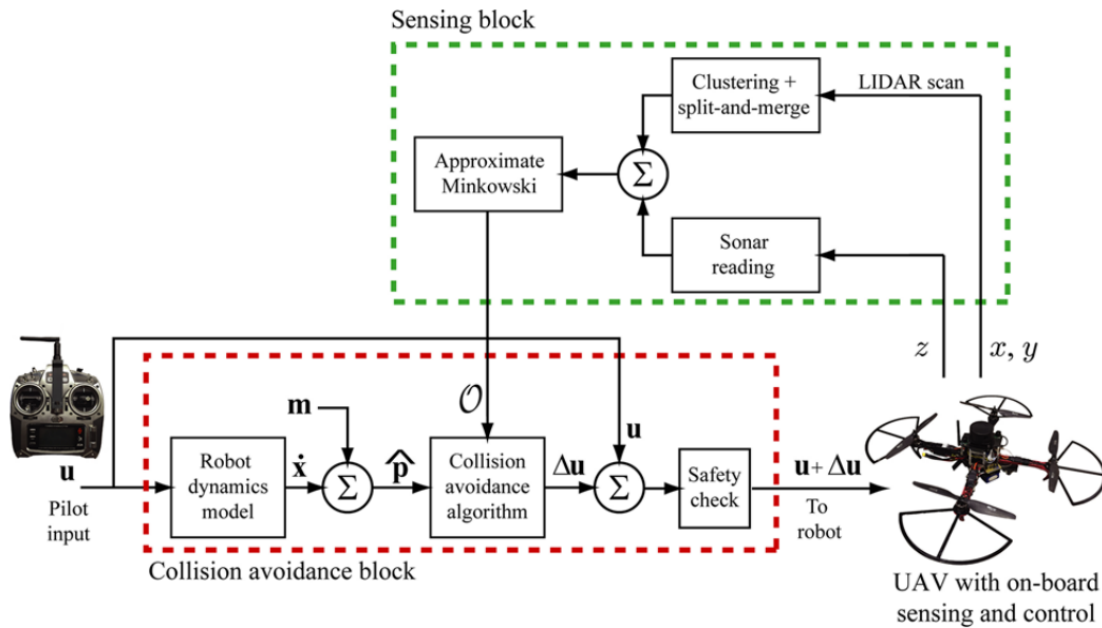 Sensing block
Clustering +
split-and-merge
LIDAR scan
Approximate
Minkowski
Σ
Sonar
reading
z
x, y
𝒪
m
u
u
Pilot
input
Robot
dynamics
model
ẋ
Σ
p̂
Collision
avoidance
algorithm
Δu
Σ
Safety
check
u + Δu
To
robot
Collision avoidance block
UAV with on-board
sensing and control